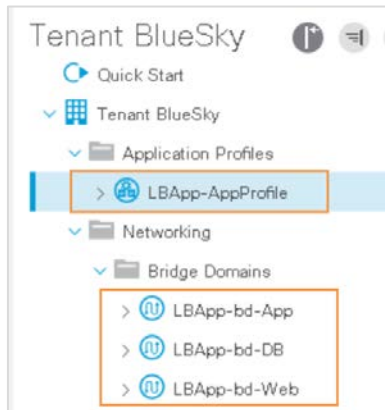 Tenant BlueSky
Quick Start
Tenant BlueSky
Application Profiles
LBApp-AppProfile
Networking
Bridge Domains
LBApp-bd-App
LBApp-bd-DB
LBApp-bd-Web